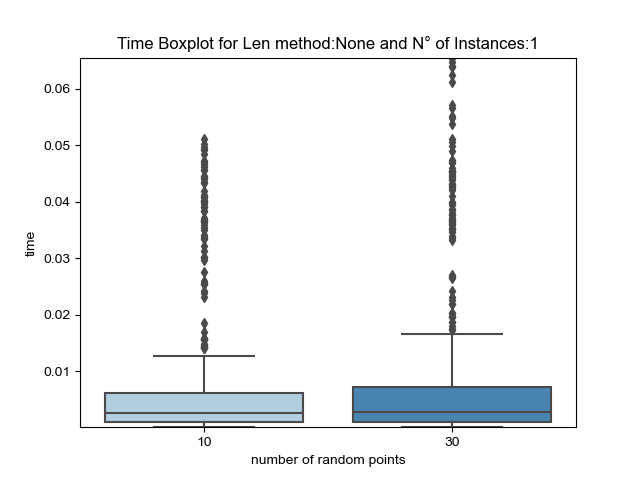 Time Boxplot for Len method:None and N° of Instances:1
0.06
0.05
0.04
0.03
0.02
0.01
time
10
30
number of random points